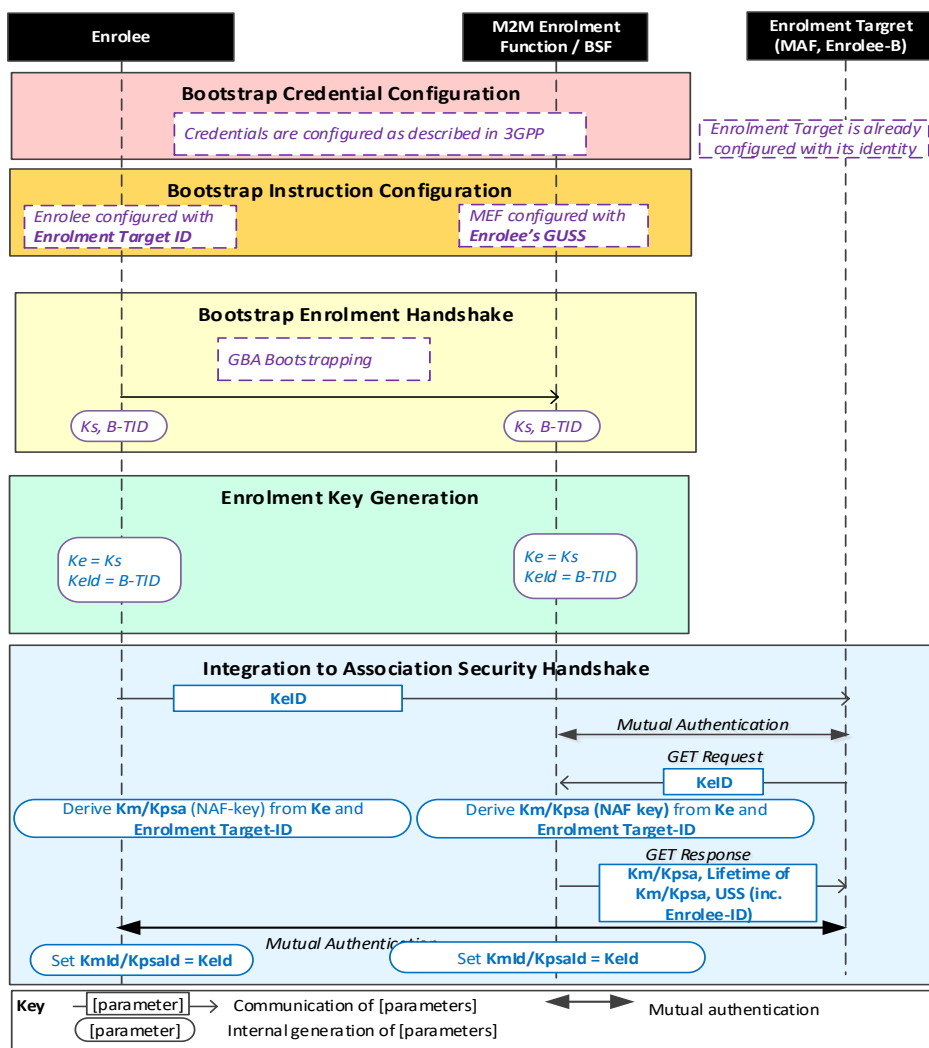 Enrolee
M2M Enrolment
Function / BSF
Enrolment Targret
(MAF, Enrolee-B)
Bootstrap Credential Configuration
Credentials are configured as described in 3GPP
Enrolment Target is already
configured with its identity
Bootstrap Instruction Configuration
Enrolee configured with
Enrolment Target ID
MEF configured with
Enrolee's GUSS
Bootstrap Enrolment Handshake
GBA Bootstrapping
Ks, B-TID
Ks, B-TID
Enrolment Key Generation
Ke = Ks
KeId = B-TID
Ke = Ks
KeId = B-TID
Integration to Association Security Handshake
KeID
Mutual Authentication
GET Request
KeID
Derive Km/Kpsa (NAF-key) from Ke and
Enrolment Target-ID
Derive Km/Kpsa (NAF key) from Ke and
Enrolment Target-ID
GET Response
Km/Kpsa, Lifetime of
Km/Kpsa, USS (inc.
Enrolee-ID)
Mutual Authentication
Set KmId/KpsaId = KeId
Set KmId/KpsaId = KeId
Key
[parameter]
Communication of [parameters]
Mutual authentication
[parameter]
Internal generation of [parameters]